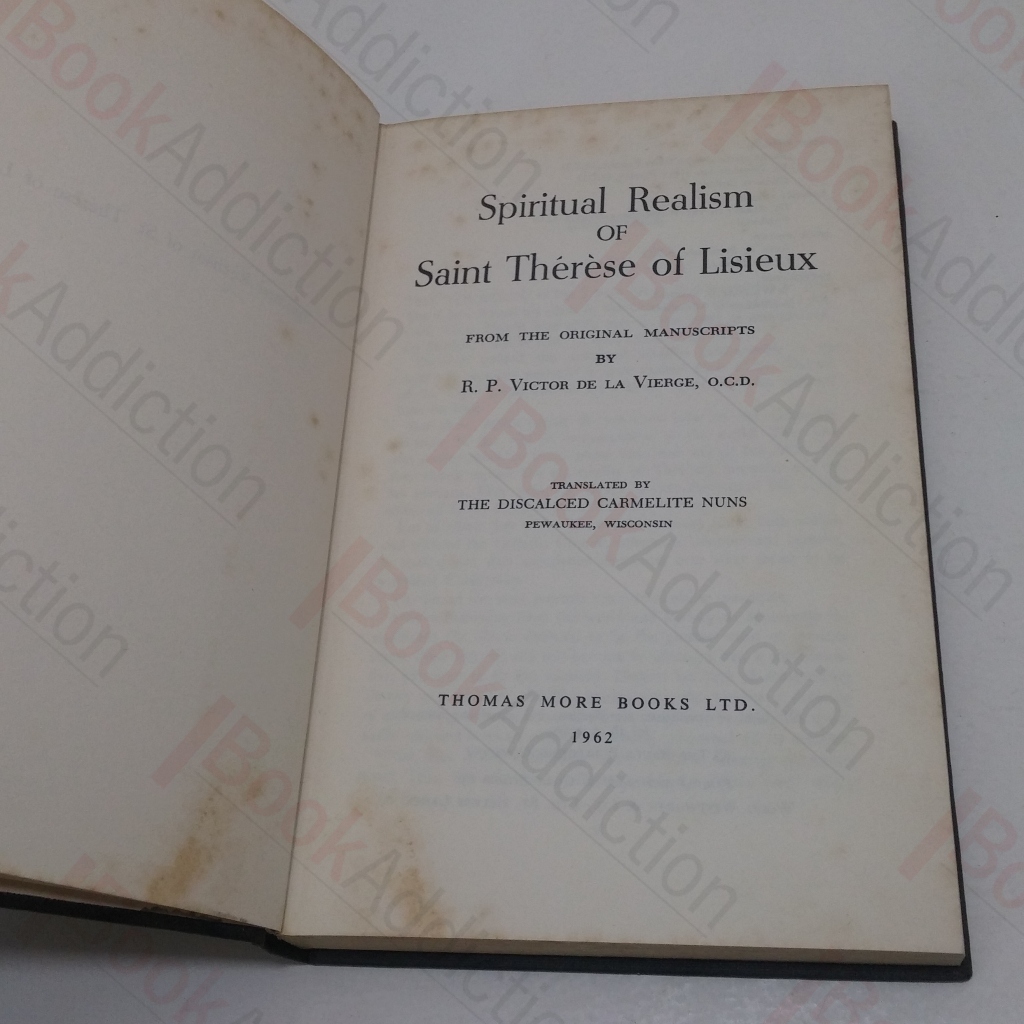 Spiritual Realism
OF
Saint Thérèse of Lisieux
FROM THE ORIGINAL MANUSCRIPTS
BY
R. P. VICTOR DE LA VIERGE, O.C.D.
TRANSLATED BY
THE DISCALCED CARMELITE NUNS
PEWAUKEE, WISCONSIN
THOMAS MORE BOOKS LTD.
1962
BookAddiction